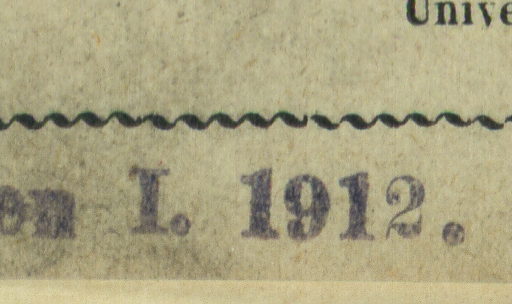 Unive
en I. 1912.